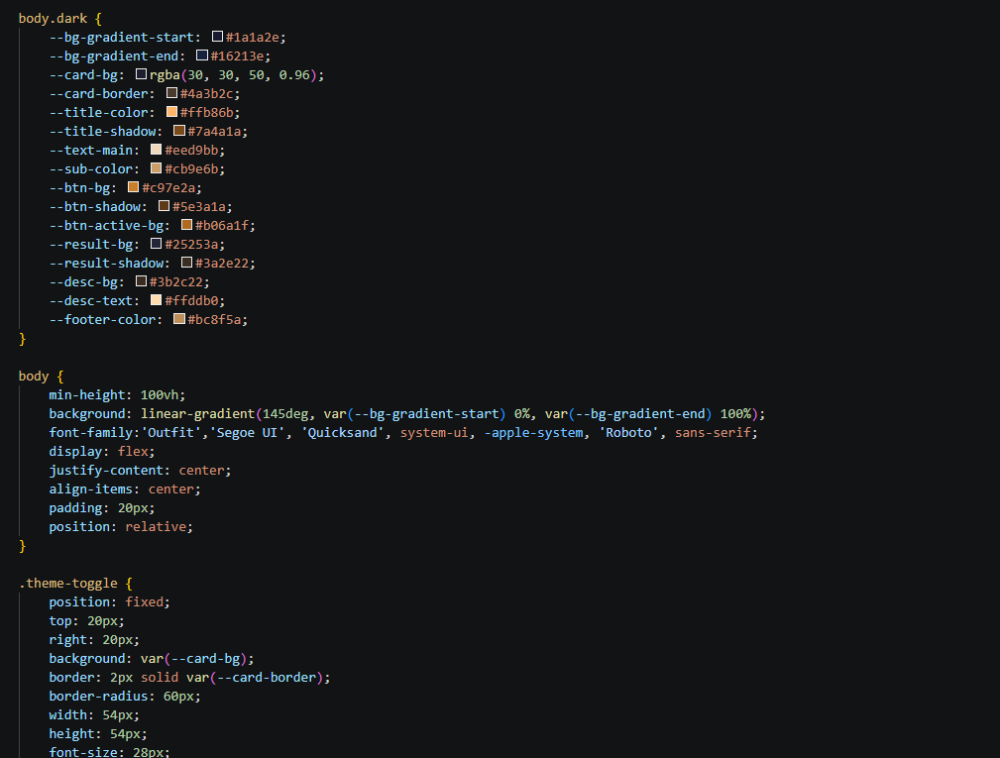 body.dark {
--bg-gradient-start: #1a1a2e;
--bg-gradient-end: #16213e;
--card-bg: rgba(30, 30, 50, 0.96);
--card-border: #4a3b2c;
--title-color: #ffb86b;
--title-shadow: #7a4a1a;
--text-main: #eed9bb;
--sub-color: #cb9e6b;
--btn-bg: #c97e2a;
--btn-shadow: #5e3a1a;
--btn-active-bg: #b06a1f;
--result-bg: #25253a;
--result-shadow: #3a2e22;
--desc-bg: #3b2c22;
--desc-text: #ffddb0;
--footer-color: #bc8f5a;
}
body {
min-height: 100vh;
background: linear-gradient(145deg, var(--bg-gradient-start) 0%, var(--bg-gradient-end) 100%);
font-family:'Outfit','Segoe UI', 'Quicksand', system-ui, -apple-system, 'Roboto', sans-serif;
display: flex;
justify-content: center;
align-items: center;
padding: 20px;
position: relative;
}
.theme-toggle {
position: fixed;
top: 20px;
right: 20px;
background: var(--card-bg);
border: 2px solid var(--card-border);
border-radius: 60px;
width: 54px;
height: 54px;
font-size: 28px;